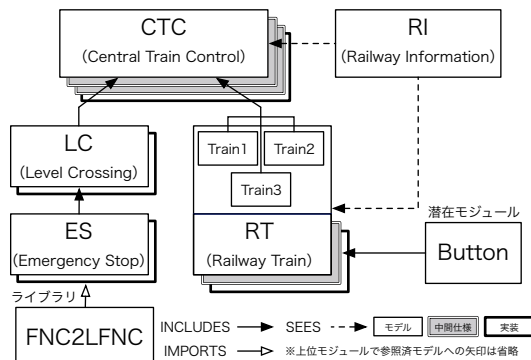 CTC
(Central Train Control)
RI
(Railway Information)
LC
(Level Crossing)
Train1
Train2
Train3
ES
(Emergency Stop)
RT
(Railway Train)
潜在モジュール
Button
ライブラリ
FNC2LFNC
INCLUDES
SEES
モデル
中間仕様
実装
IMPORTS
※上位モジュールで参照済モデルへの矢印は省略